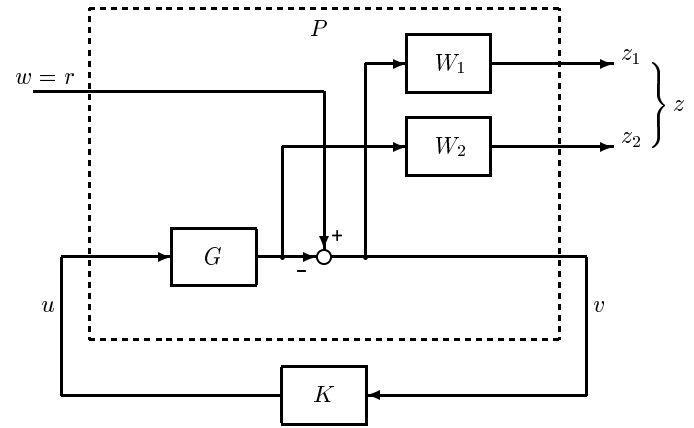 P
z₁
W₁
w = r
z
z₂
W₂
+
G
-
u
v
K